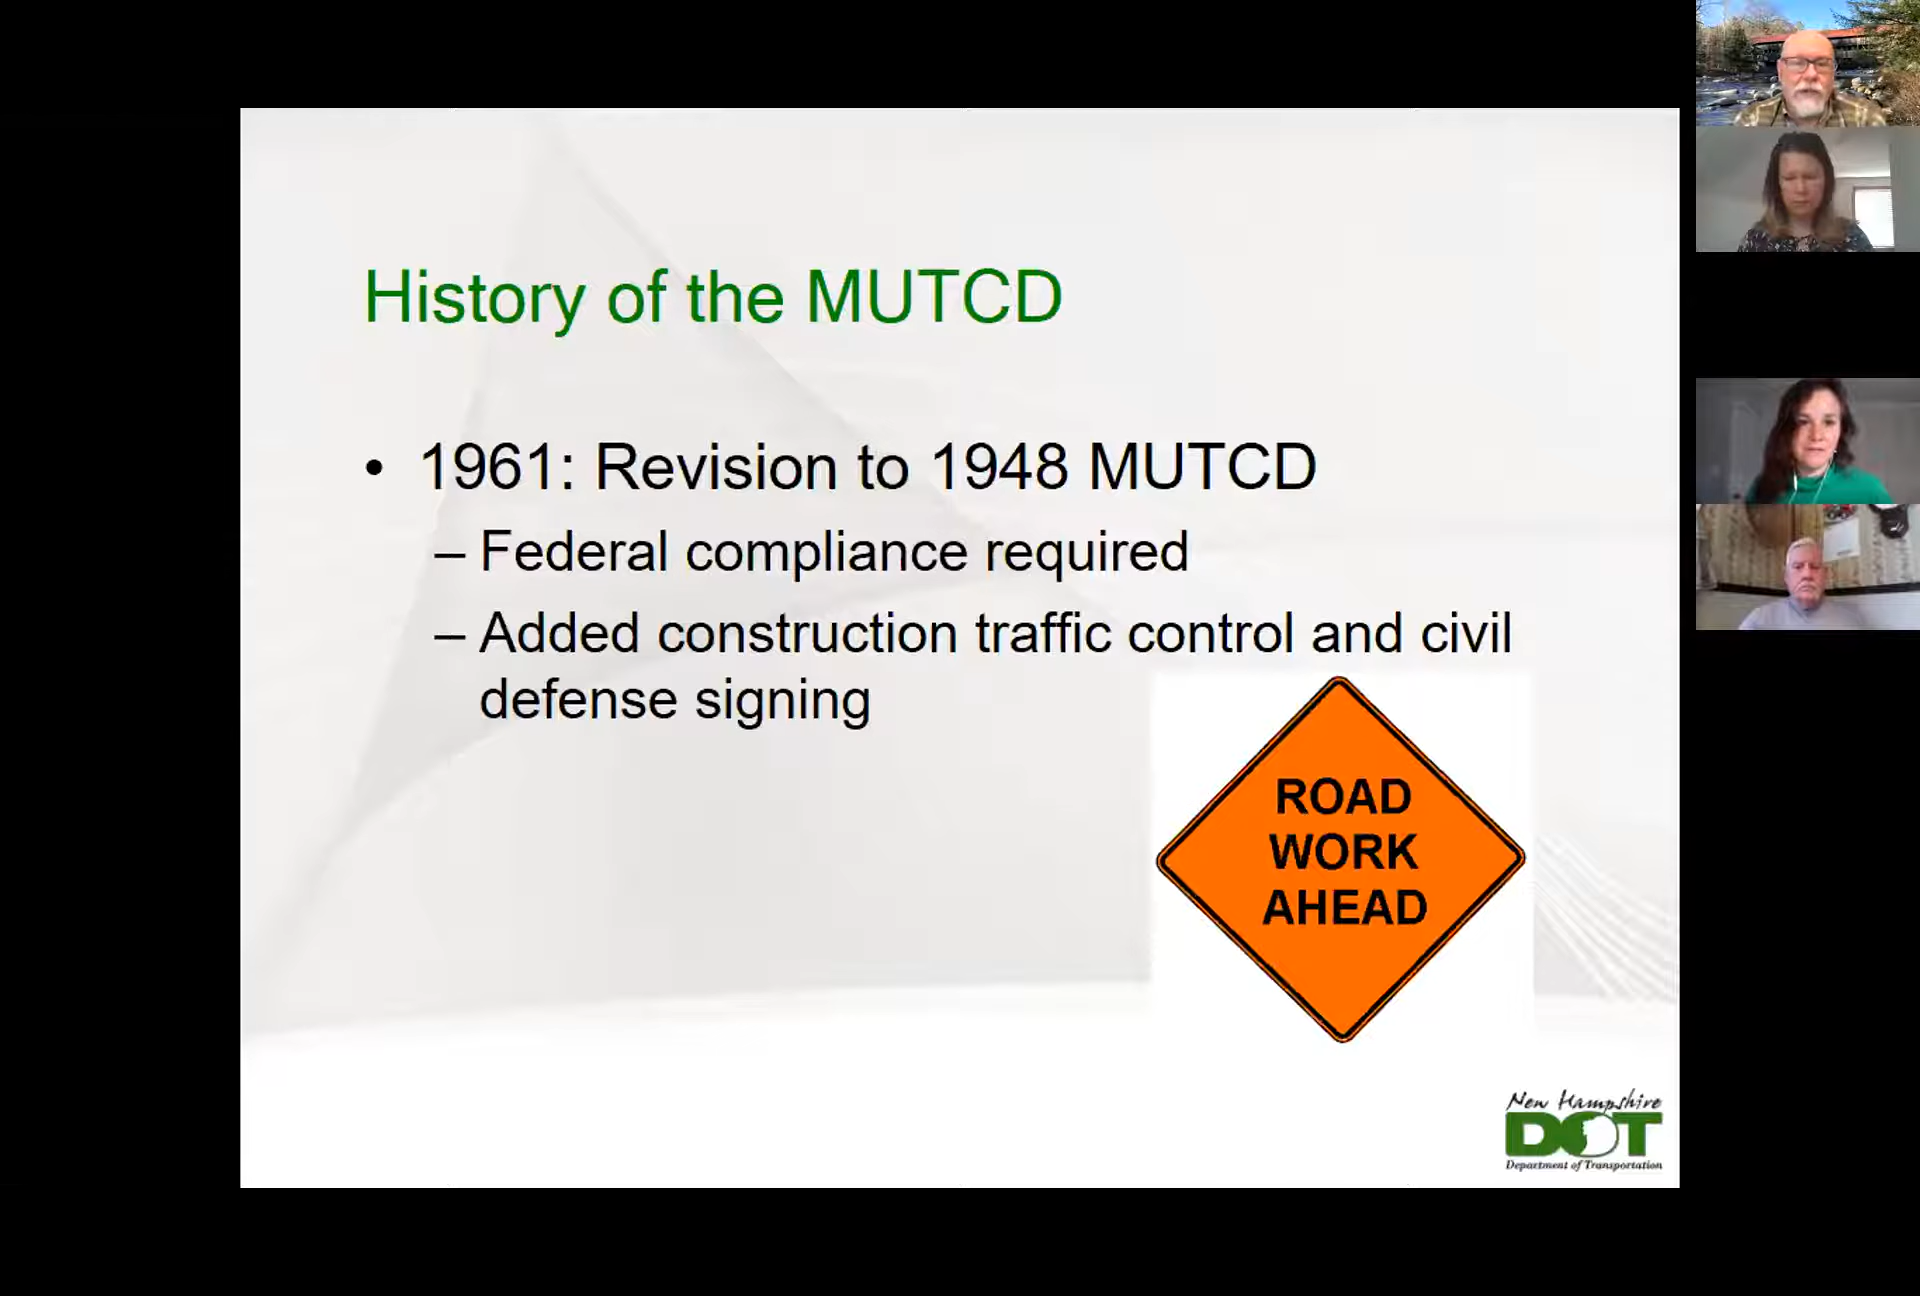 History of the MUTCD
• 1961: Revision to 1948 MUTCD
– Federal compliance required
– Added construction traffic control and civil
defense signing
ROAD
WORK
AHEAD
New Hampshire
DOT
Department of Transportation